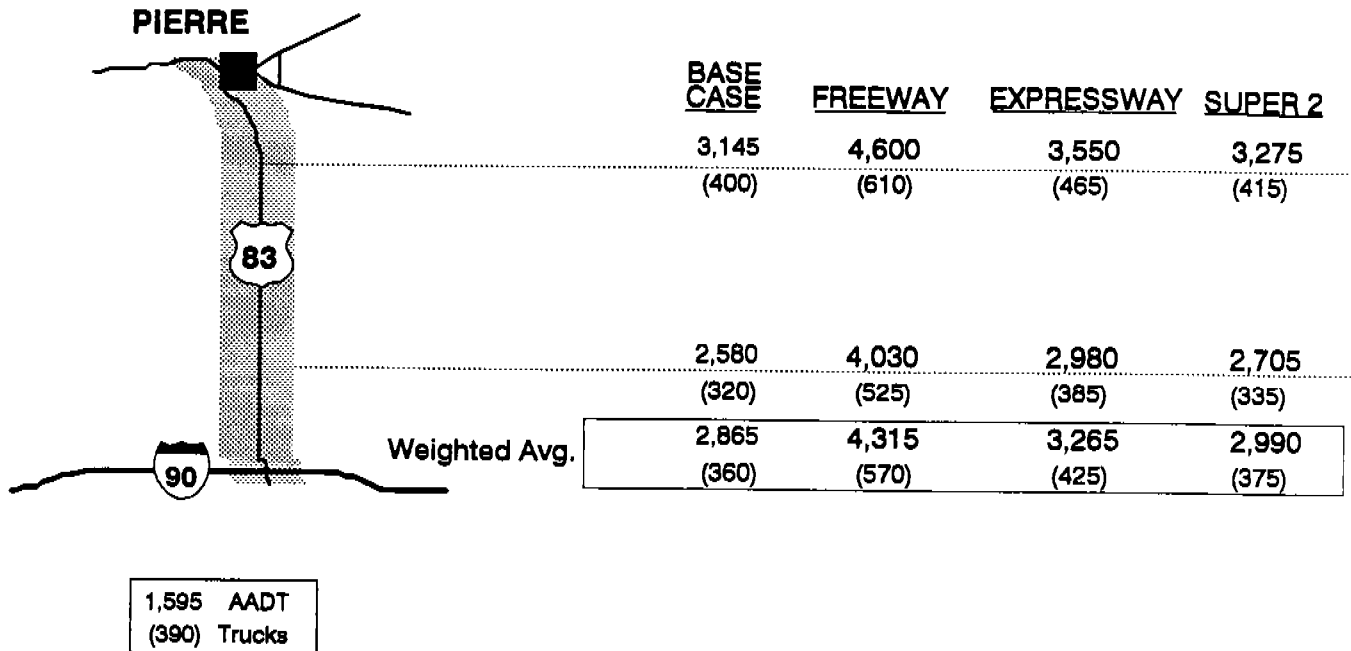 PIERRE
BASE CASE FREEWAY EXPRESSWAY SUPER 2
3,145 4,600 3,550 3,275
(400) (610) (465) (415)
83
2,580 4,030 2,980 2,705
(320) (525) (385) (335)
Weighted Avg. 2,865 4,315 3,265 2,990
(360) (570) (425) (375)
90
1,595 AADT
(390) Trucks